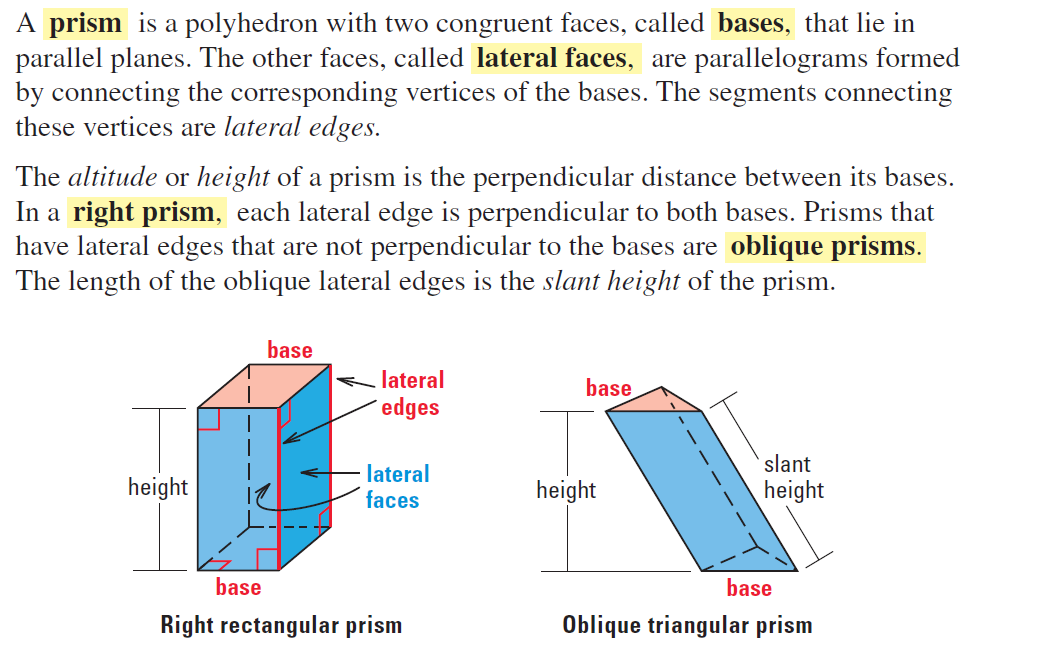 A prism is a polyhedron with two congruent faces, called bases, that lie in
parallel planes. The other faces, called lateral faces, are parallelograms formed
by connecting the corresponding vertices of the bases. The segments connecting
these vertices are lateral edges.
The altitude or height of a prism is the perpendicular distance between its bases.
In a right prism, each lateral edge is perpendicular to both bases. Prisms that
have lateral edges that are not perpendicular to the bases are oblique prisms.
The length of the oblique lateral edges is the slant height of the prism.
base
lateral
edges
height
lateral
faces
base
Right rectangular prism
base
slant
height
height
base
Oblique triangular prism